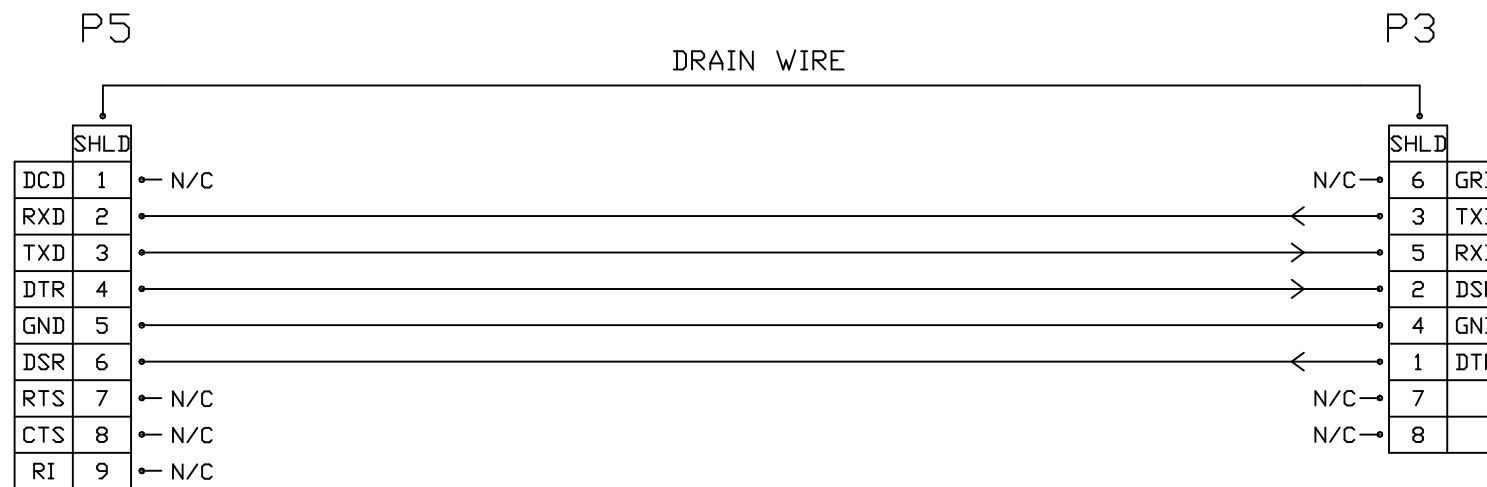 P5 P3
DRAIN WIRE
SHLD SHLD
DCD 1 N/C N/C 6
RXD 2 3
TXD 3 5
DTR 4 2
GND 5 4
DSR 6 1
RTS 7 N/C N/C 7
CTS 8 N/C N/C 8
RI 9 N/C